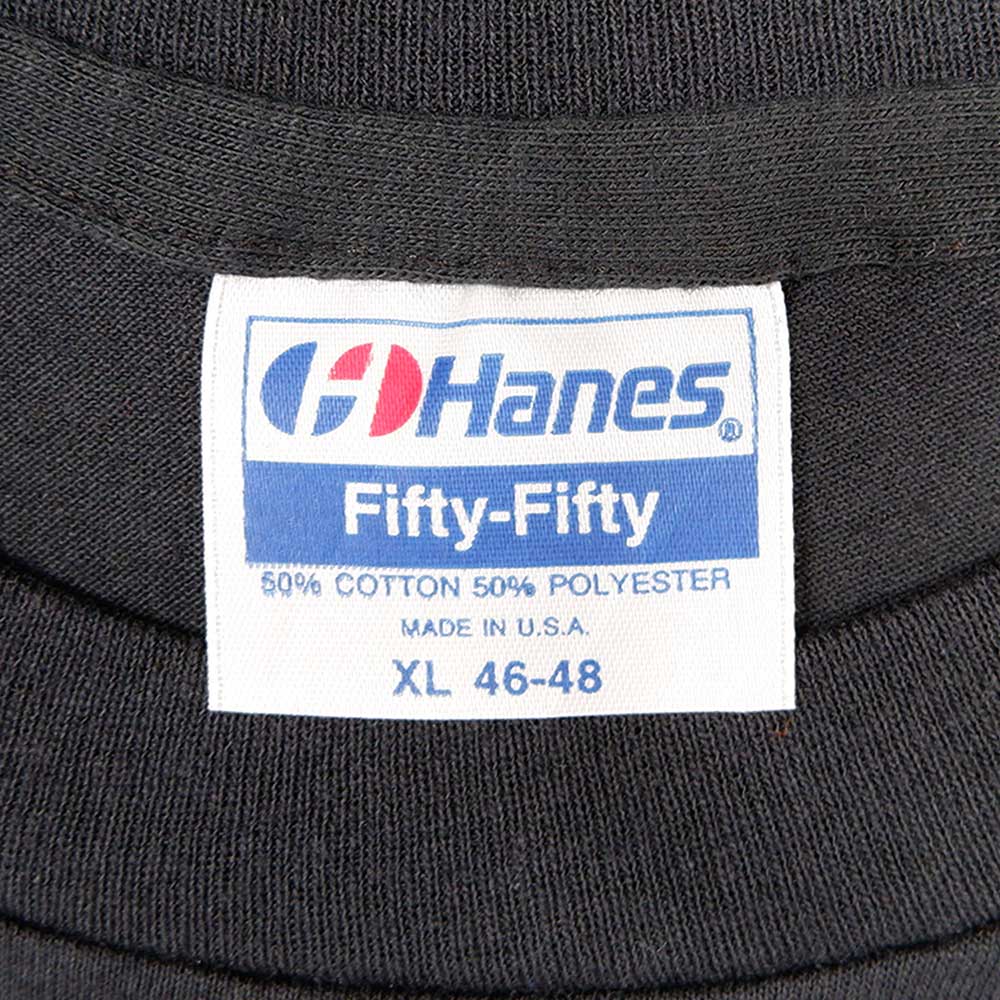 Hanes®
Fifty-Fifty
50% COTTON 50% POLYESTER
MADE IN U.S.A.
XL 46-48